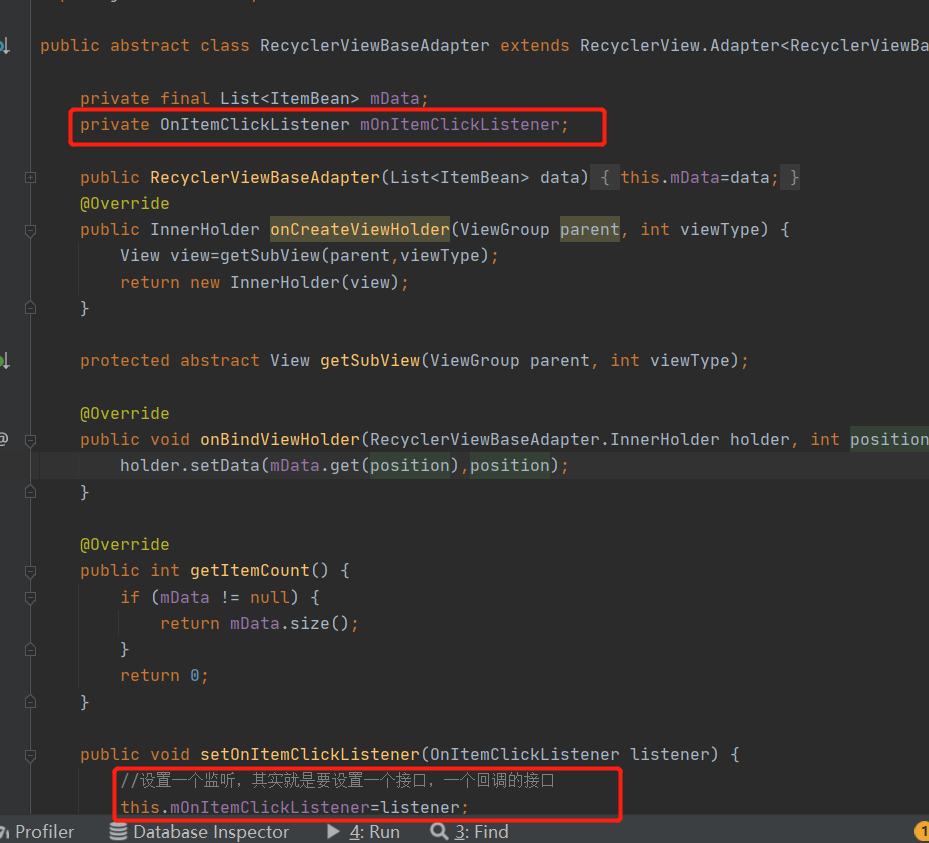 public abstract class RecyclerViewBaseAdapter extends RecyclerView.Adapter<RecyclerViewBa
private final List<ItemBean> mData;
private OnItemClickListener mOnItemClickListener;
public RecyclerViewBaseAdapter(List<ItemBean> data) { this.mData=data; }
@Override
public InnerHolder onCreateViewHolder(ViewGroup parent, int viewType) {
View view=getSubView(parent,viewType);
return new InnerHolder(view);
}
protected abstract View getSubView(ViewGroup parent, int viewType);
@Override
public void onBindViewHolder(RecyclerViewBaseAdapter.InnerHolder holder, int position
holder.setData(mData.get(position),position);
}
@Override
public int getItemCount() {
if (mData != null) {
return mData.size();
}
return 0;
}
public void setOnItemClickListener(OnItemClickListener listener) {
//设置一个监听，其实就是要设置一个接口，一个回调的接口
this.mOnItemClickListener=listener;
Profiler Database Inspector 4: Run 3: Find 1